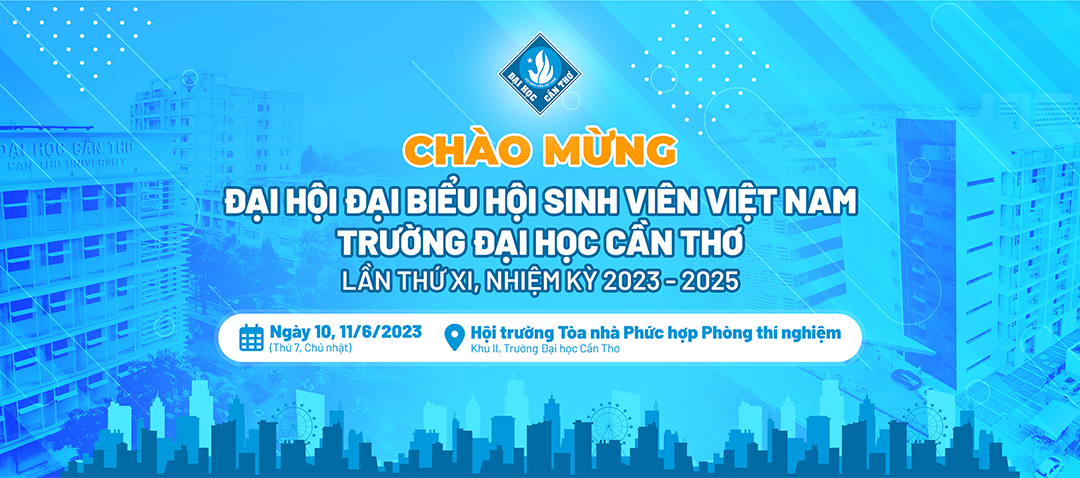 ĐẠI HỌC CẦN THƠ
CHÀO MỪNG
ĐẠI HỘI ĐẠI BIỂU HỘI SINH VIÊN VIỆT NAM
TRƯỜNG ĐẠI HỌC CẦN THƠ
LẦN THỨ XI, NHIỆM KỲ 2023 - 2025
ĐẠI HỌC CẦN THƠ
CAN THO UNIVERSITY
Ngày 10, 11/6/2023
(Thứ 7, Chủ nhật)
Hội trường Tòa nhà Phức hợp Phòng thí nghiệm
Khu II, Trường Đại học Cần Thơ